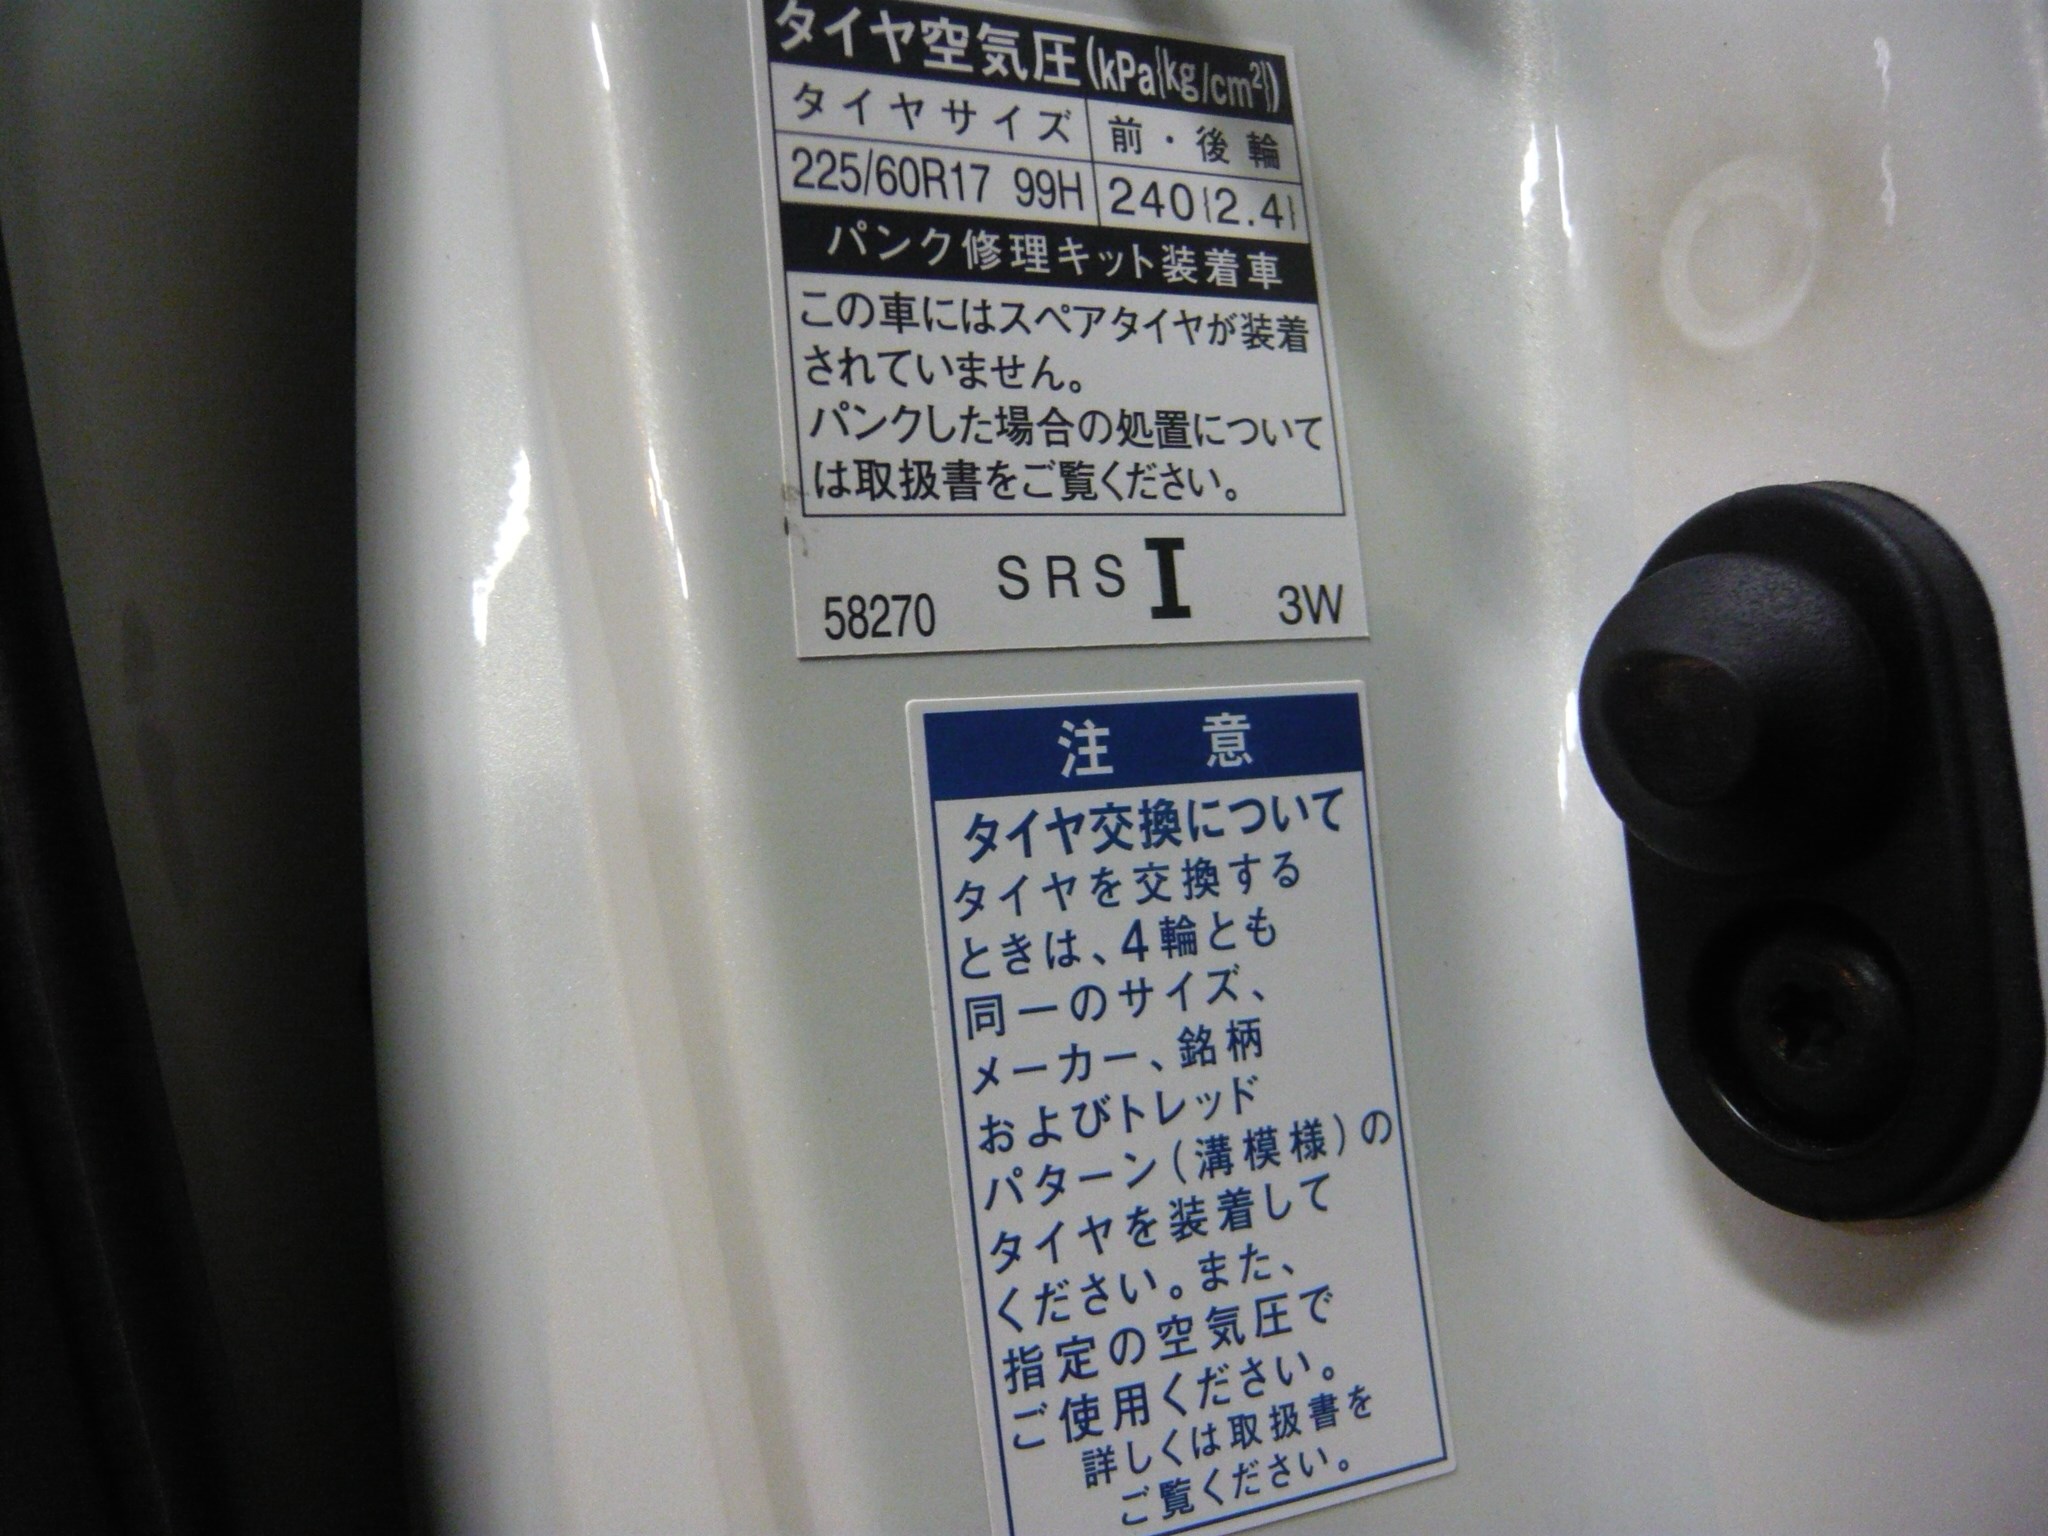 タイヤ空気圧(kPa{kg/cm²})
タイヤサイズ 前・後輪
225/60R17 99H 240{2.4}
パンク修理キット装着車
この車にはスペアタイヤが装着
されていません。
パンクした場合の処置について
は取扱書をご覧ください。
58270 SRS I 3W
注意
タイヤ交換について
タイヤを交換する
ときは、4輪とも
同一のサイズ、
メーカー、銘柄
およびトレッド
パターン(溝模様)の
タイヤを装着して
ください。また、
指定の空気圧で
ご使用ください。
詳しくは取扱書を
ご覧ください。